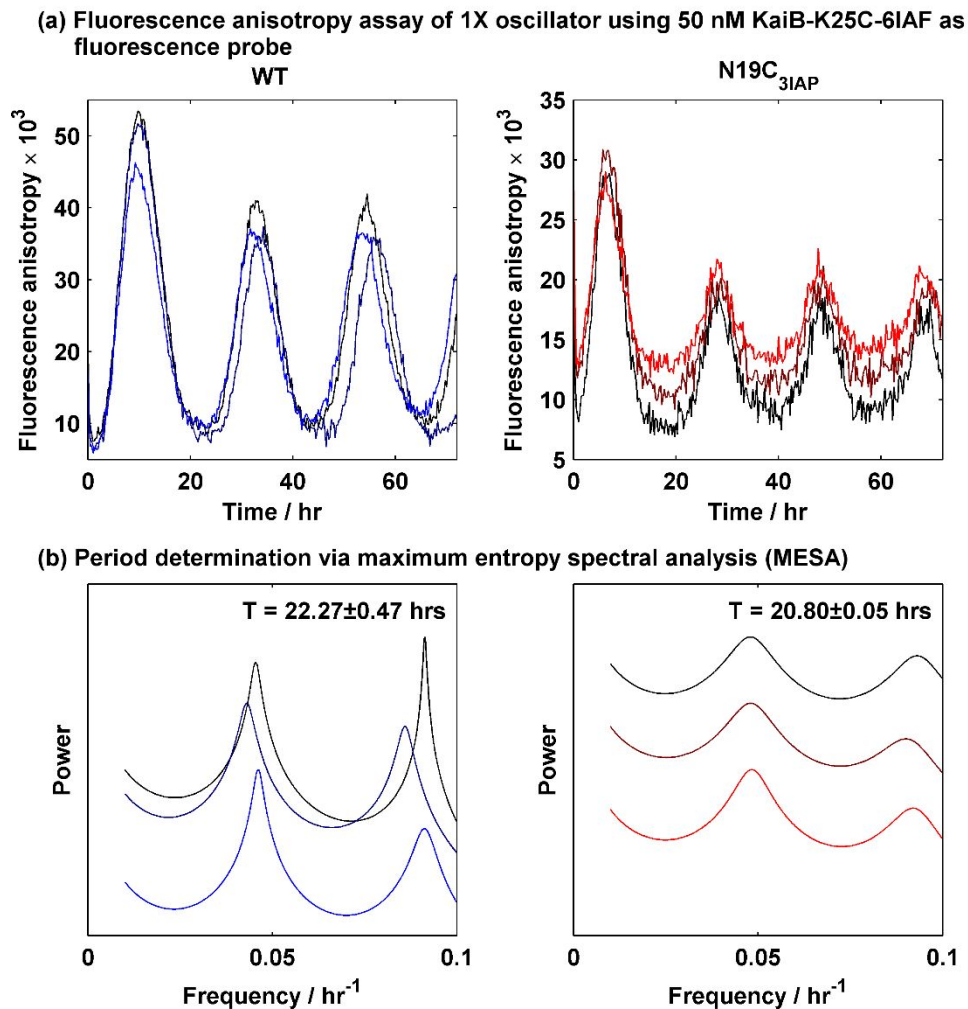 (a) Fluorescence anisotropy assay of 1X oscillator using 50 nM KaiB-K25C-6IAF as
fluorescence probe
WT
N19C3IAP
Fluorescence anisotropy × 10³
50
40
30
20
10
0
20
40
60
Time / hr
Fluorescence anisotropy × 10³
35
30
25
20
15
10
5
0
20
40
60
Time / hr
(b) Period determination via maximum entropy spectral analysis (MESA)
T = 22.27±0.47 hrs
Power
0
0.05
0.1
Frequency / hr⁻¹
T = 20.80±0.05 hrs
Power
0
0.05
0.1
Frequency / hr⁻¹